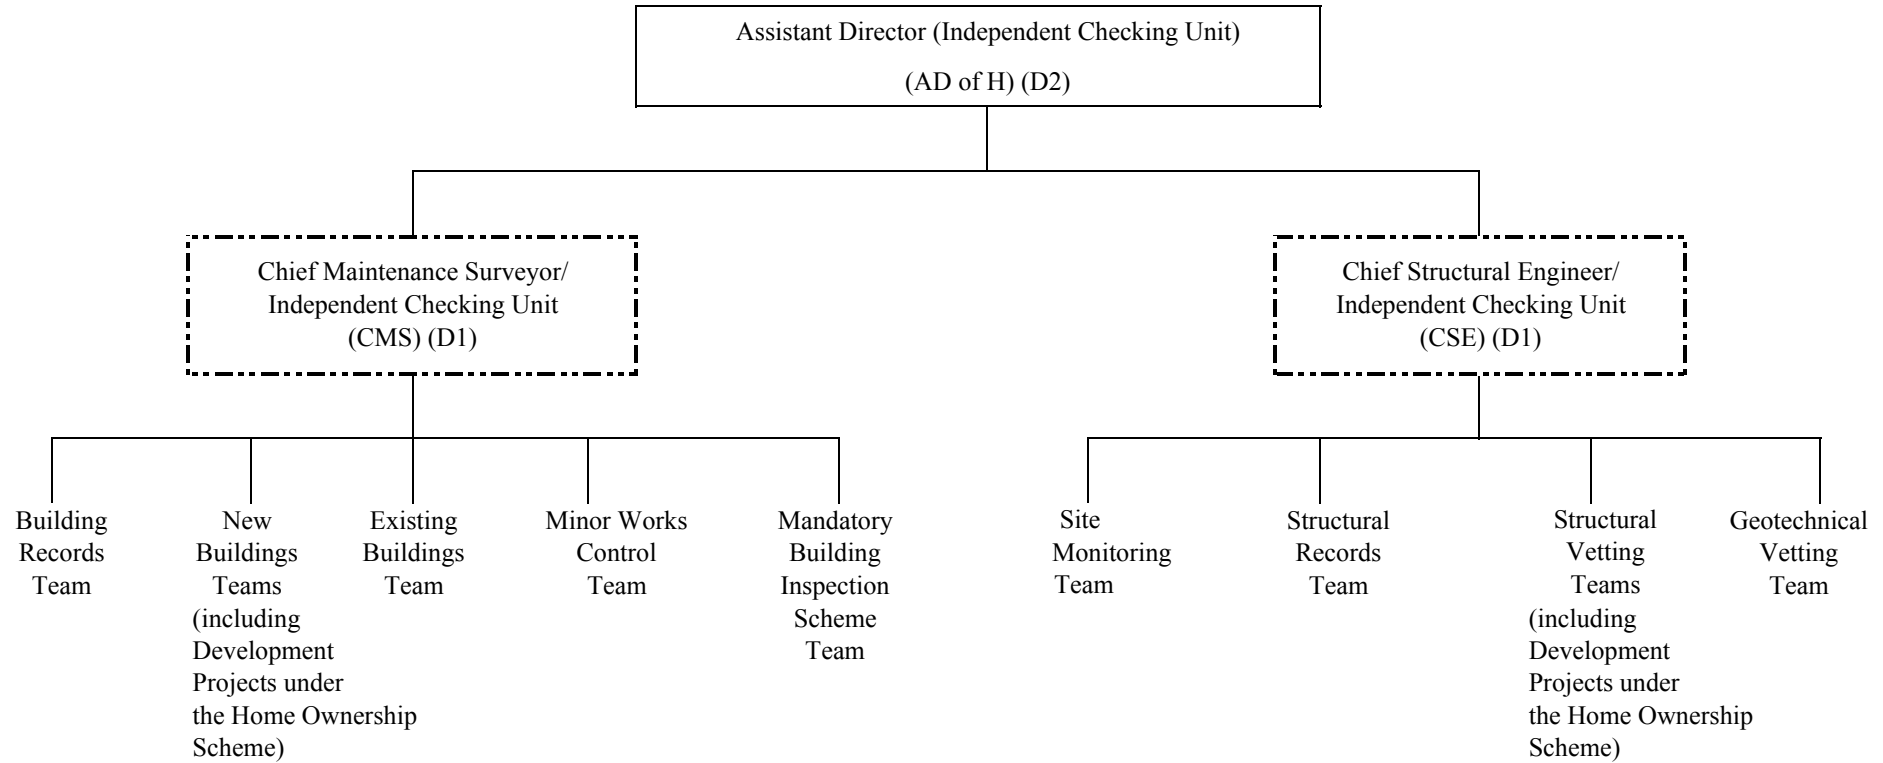 Assistant Director (Independent Checking Unit)
(AD of H) (D2)
Chief Maintenance Surveyor/
Independent Checking Unit
(CMS) (D1)
Chief Structural Engineer/
Independent Checking Unit
(CSE) (D1)
Building
Records
Team
New
Buildings
Teams
(including
Development
Projects under
the Home Ownership
Scheme)
Existing
Buildings
Team
Minor Works
Control
Team
Mandatory
Building
Inspection
Scheme
Team
Site
Monitoring
Team
Structural
Records
Team
Structural
Vetting
Teams
(including
Development
Projects under
the Home Ownership
Scheme)
Geotechnical
Vetting
Team